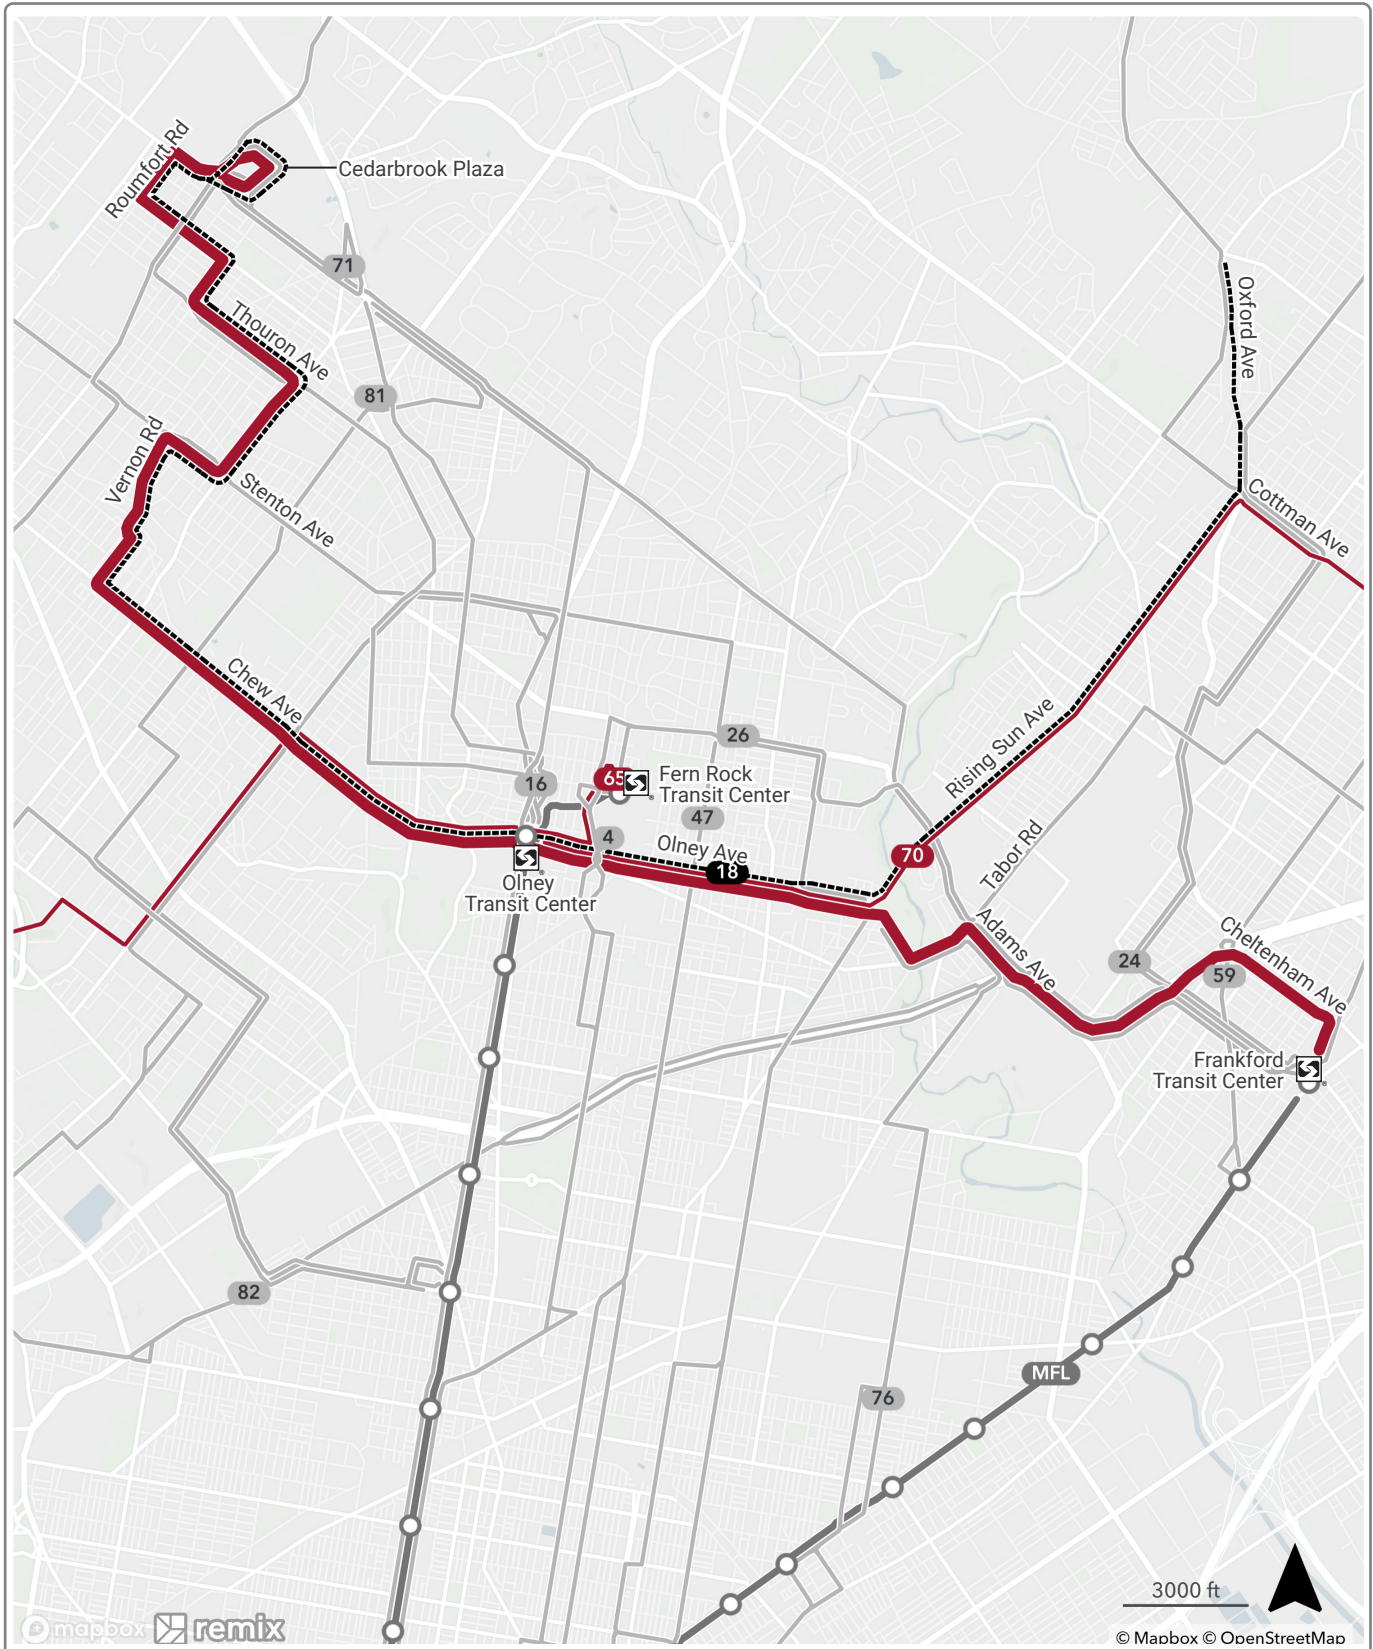 Roumfort Rd
Cedarbrook Plaza
71
Oxford Ave
Thouron Ave
81
Vernon Rd
Stenton Ave
Cottman Ave
Chew Ave
Rising Sun Ave
26
65
Fern Rock
Transit Center
16
47
4
Olney Ave
18
70
Tabor Rd
Olney
Transit Center
Adams Ave
Cheltenham Ave
24
59
Frankford
Transit Center
82
MFL
76
3000 ft
mapbox
remix
© Mapbox © OpenStreetMap